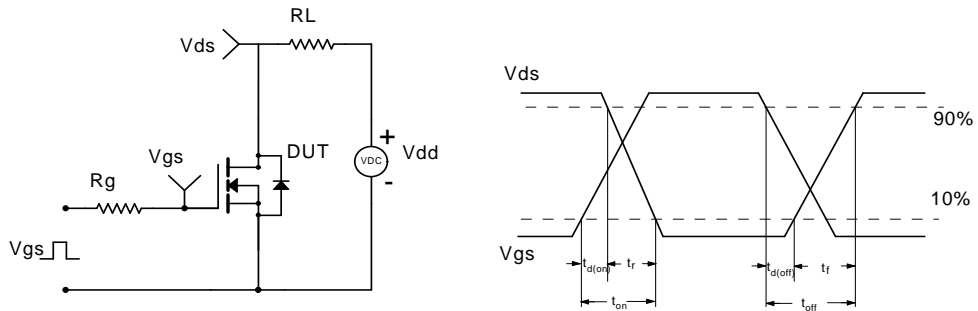 RL
Vds
Vgs
DUT
Rg
VDC
+
-
Vdd
Vgs
Vds
90%
10%
Vgs
td(on)
tr
ton
td(off)
tf
toff